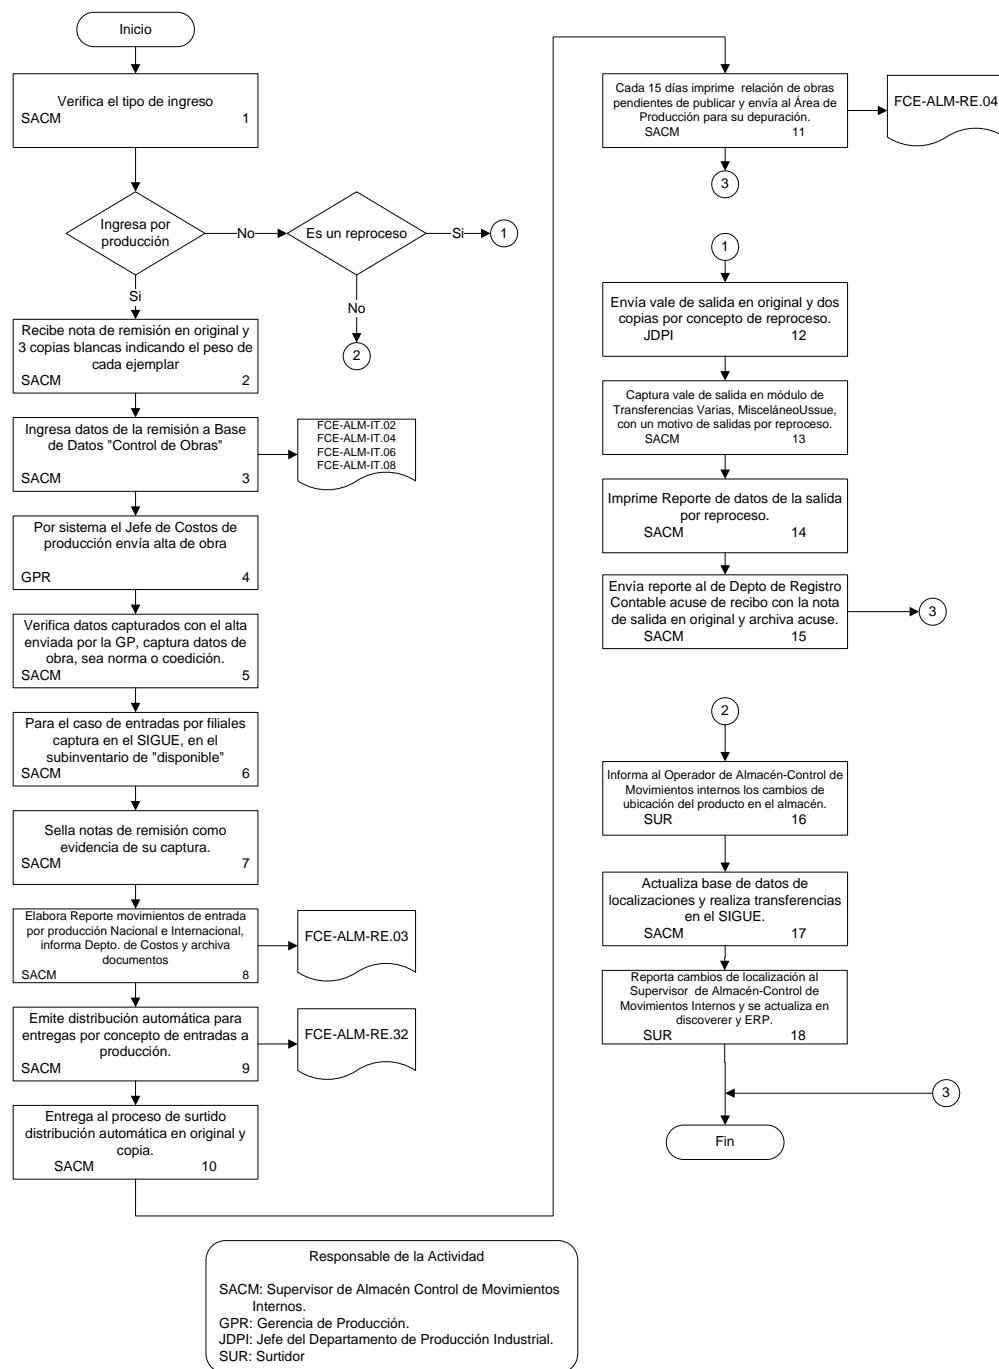 Inicio
Verifica el tipo de ingreso
SACM 1
Ingresa por
producción
No
Es un reproceso
Si
1
Si
No
2
Recibe nota de remisión en original y
3 copias blancas indicando el peso de
cada ejemplar
SACM 2
Ingresa datos de la remisión a Base
de Datos "Control de Obras"
SACM 3
FCE-ALM-IT.02
FCE-ALM-IT.04
FCE-ALM-IT.06
FCE-ALM-IT.08
Por sistema el Jefe de Costos de
producción envía alta de obra
GPR 4
Verifica datos capturados con el alta
enviada por la GP, captura datos de
obra, sea norma o coedición.
SACM 5
Para el caso de entradas por filiales
captura en el SIGUE, en el
subinventario de "disponible"
SACM 6
Sella notas de remisión como
evidencia de su captura.
SACM 7
Elabora Reporte movimientos de entrada
por producción Nacional e Internacional,
informa Depto. de Costos y archiva
documentos
SACM 8
FCE-ALM-RE.03
Emite distribución automática para
entregas por concepto de entradas a
producción.
SACM 9
FCE-ALM-RE.32
Entrega al proceso de surtido
distribución automática en original y
copia.
SACM 10
Cada 15 días imprime relación de obras
pendientes de publicar y envía al Área de
Producción para su depuración.
SACM 11
FCE-ALM-RE.04
3
1
Envía vale de salida en original y dos
copias por concepto de reproceso.
JDPI 12
Captura vale de salida en módulo de
Transferencias Varias, MisceláneoUssue,
con un motivo de salidas por reproceso.
SACM 13
Imprime Reporte de datos de la salida
por reproceso.
SACM 14
Envía reporte al de Depto de Registro
Contable acuse de recibo con la nota
de salida en original y archiva acuse.
SACM 15
3
2
Informa al Operador de Almacén-Control de
Movimientos internos los cambios de
ubicación del producto en el almacén.
SUR 16
Actualiza base de datos de
localizaciones y realiza transferencias
en el SIGUE.
SACM 17
Reporta cambios de localización al
Supervisor de Almacén-Control de
Movimientos Internos y se actualiza en
discoverer y ERP.
SUR 18
3
Fin
Responsable de la Actividad
SACM: Supervisor de Almacén Control de Movimientos
Internos.
GPR: Gerencia de Producción.
JDPI: Jefe del Departamento de Producción Industrial.
SUR: Surtidor